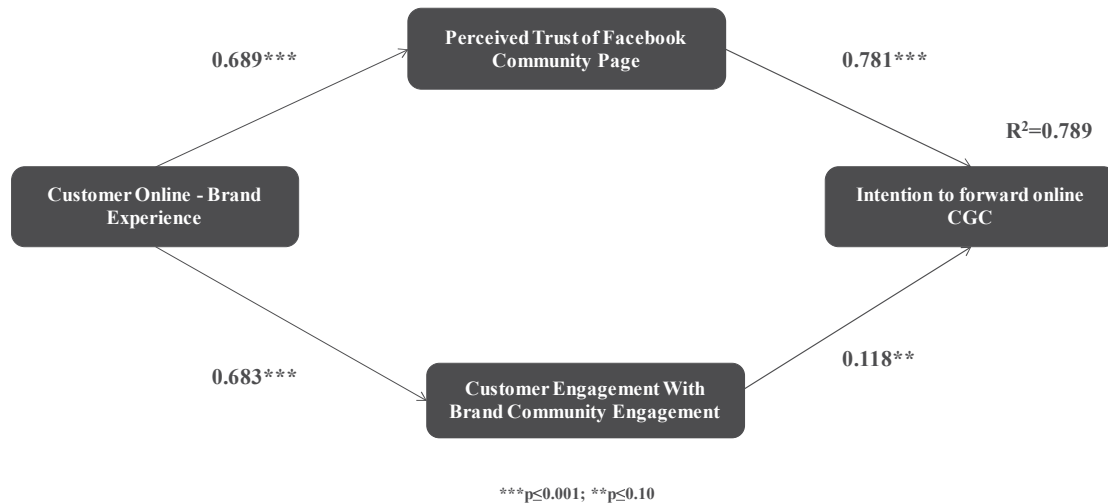 Perceived Trust of Facebook
Community Page
0.689***
0.781***
R²=0.789
Customer Online - Brand
Experience
Intention to forward online
CGC
0.683***
0.118**
Customer Engagement With
Brand Community Engagement
***p≤0.001; **p≤0.10